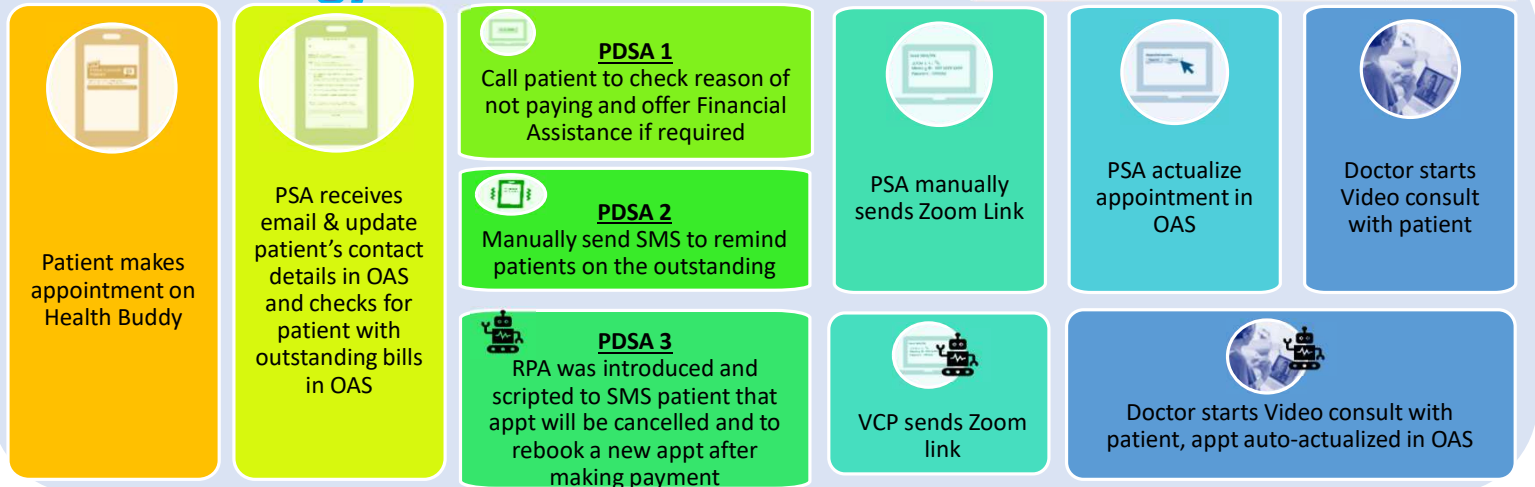 Patient makes
appointment on
Health Buddy
PSA receives
email & update
patient's contact
details in OAS
and checks for
patient with
outstanding bills
in OAS
PDSA 1
Call patient to check reason of
not paying and offer Financial
Assistance if required
PDSA 2
Manually send SMS to remind
patients on the outstanding
PDSA 3
RPA was introduced and
scripted to SMS patient that
appt will be cancelled and to
rebook a new appt after
making payment
PSA manually
sends Zoom Link
VCP sends Zoom
link
PSA actualize
appointment in
OAS
Doctor starts
Video consult
with patient
Doctor starts Video consult with
patient, appt auto-actualized in OAS